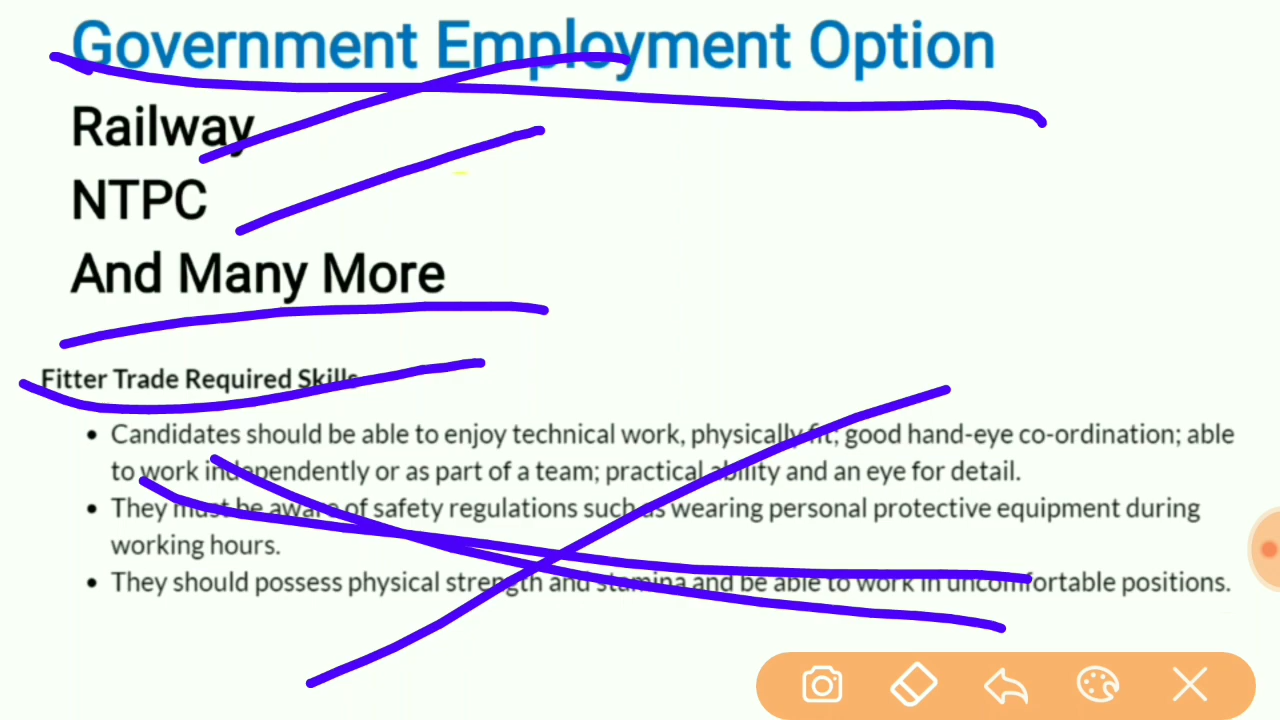 Government Employment Option
Railway
NTPC
And Many More
Fitter Trade Required Skills
• Candidates should be able to enjoy technical work, physically fit; good hand-eye co-ordination; able
to work independently or as part of a team; practical ability and an eye for detail.
• They must be aware of safety regulations such as wearing personal protective equipment during
working hours.
• They should possess physical strength and stamina and be able to work in uncomfortable positions.